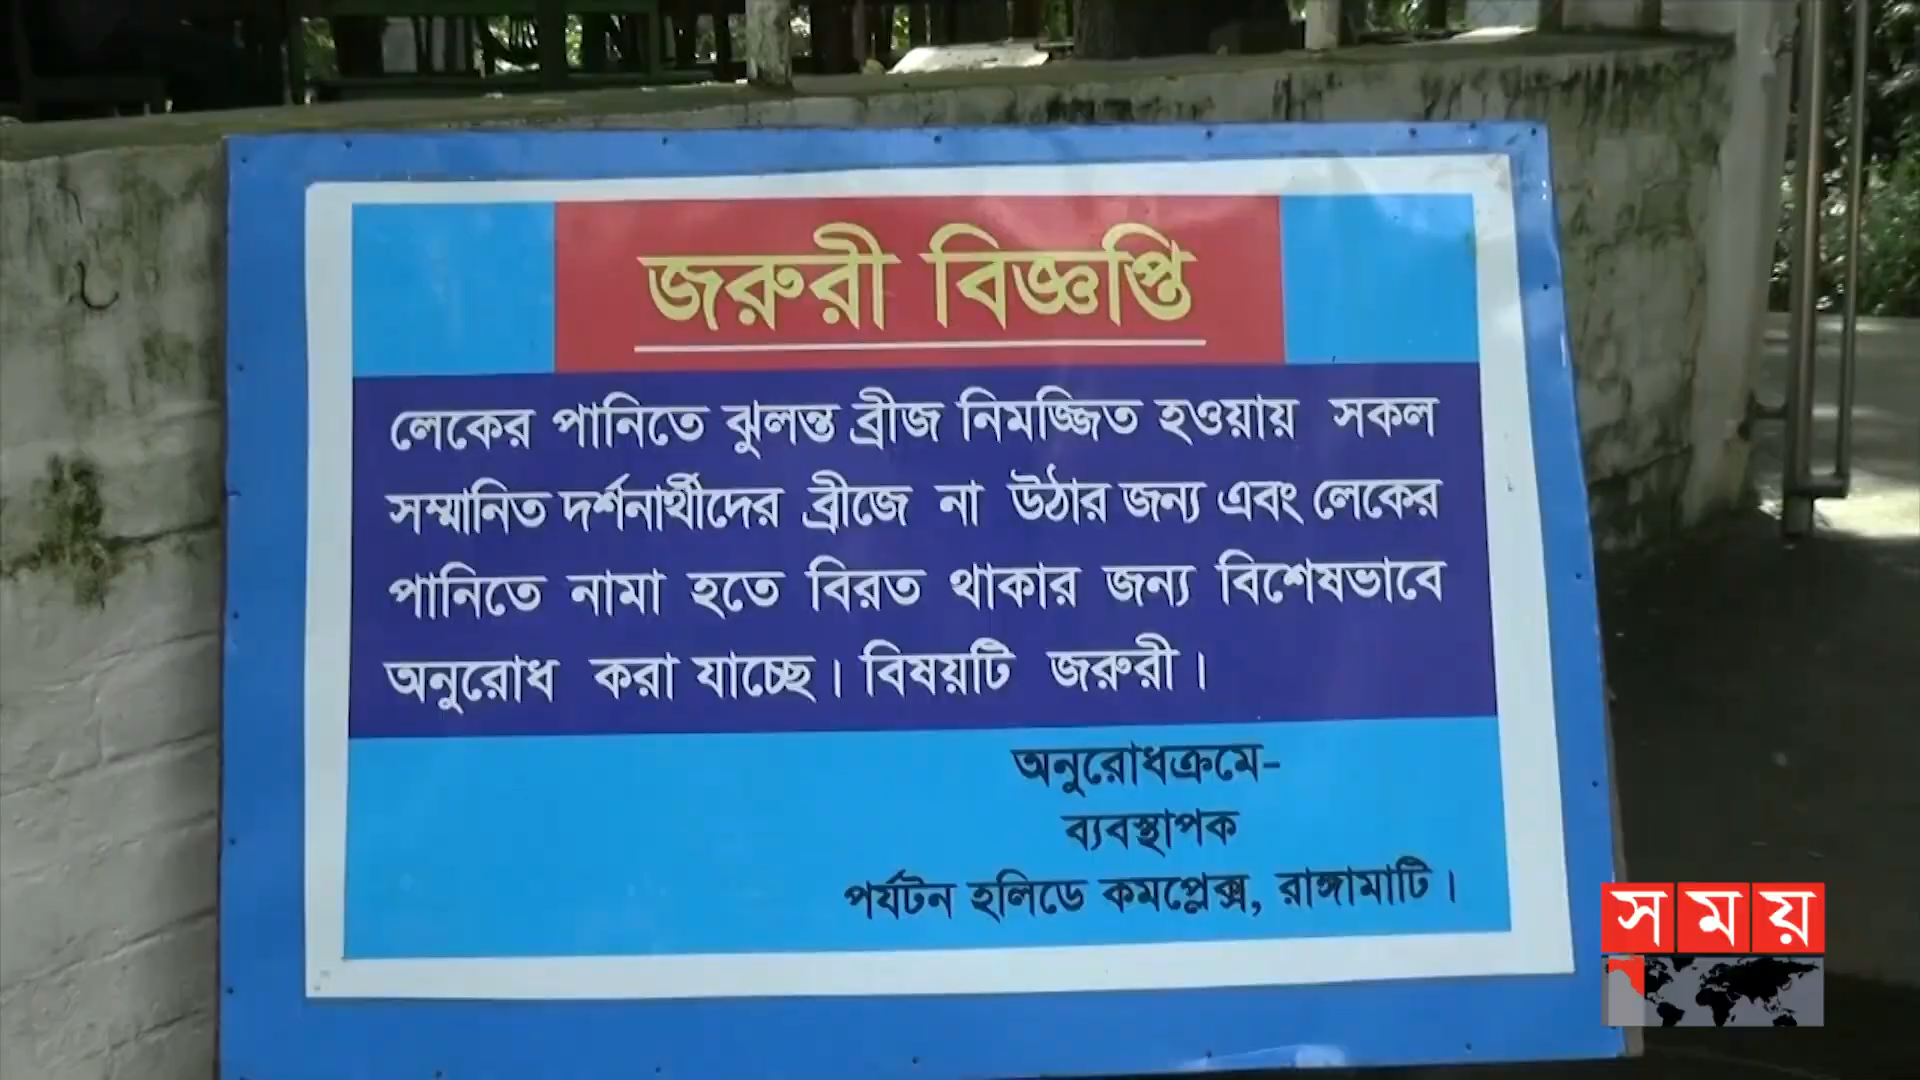 জরুরী বিজ্ঞপ্তি
লেকের পানিতে ঝুলন্ত ব্রীজ নিমজ্জিত হওয়ায় সকল
সম্মানিত দর্শনার্থীদের ব্রীজে না উঠার জন্য এবং লেকের
পানিতে নামা হতে বিরত থাকার জন্য বিশেষভাবে
অনুরোধ করা যাচ্ছে। বিষয়টি জরুরী।
অনুরোধক্রমে-
ব্যবস্থাপক
পর্যটন হলিডে কমপ্লেক্স, রাঙ্গামাটি।
সময়